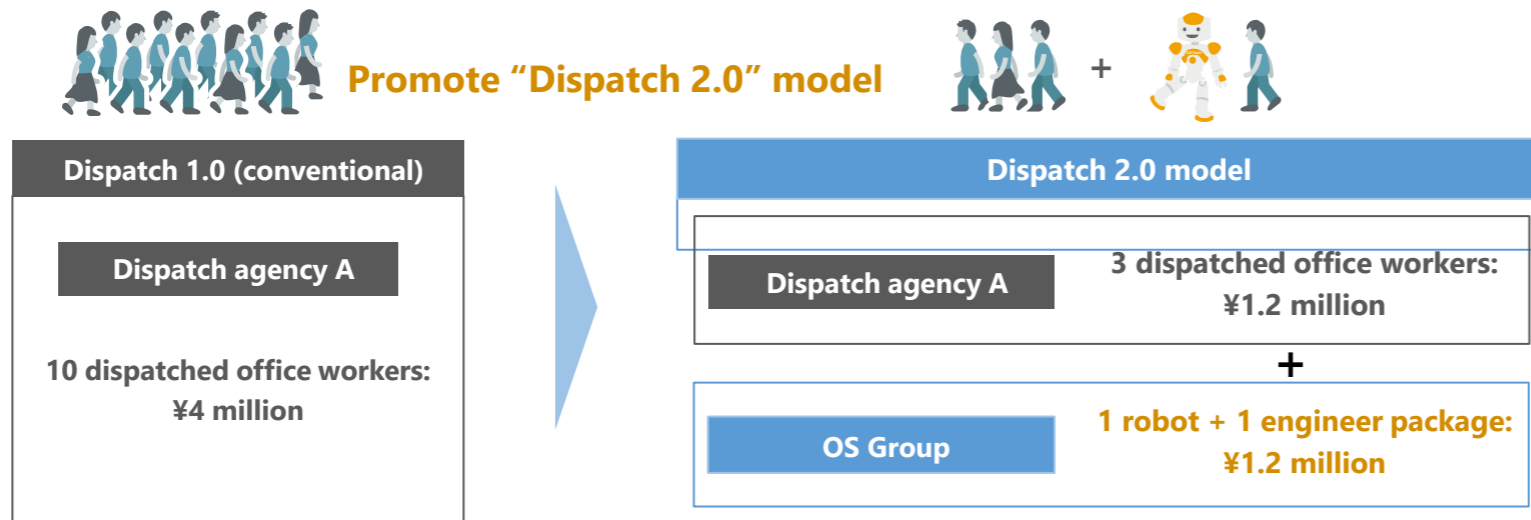 Promote “Dispatch 2.0” model
+
Dispatch 1.0 (conventional)
Dispatch agency A
10 dispatched office workers:
¥4 million
Dispatch 2.0 model
Dispatch agency A
3 dispatched office workers:
¥1.2 million
+
OS Group
1 robot + 1 engineer package:
¥1.2 million